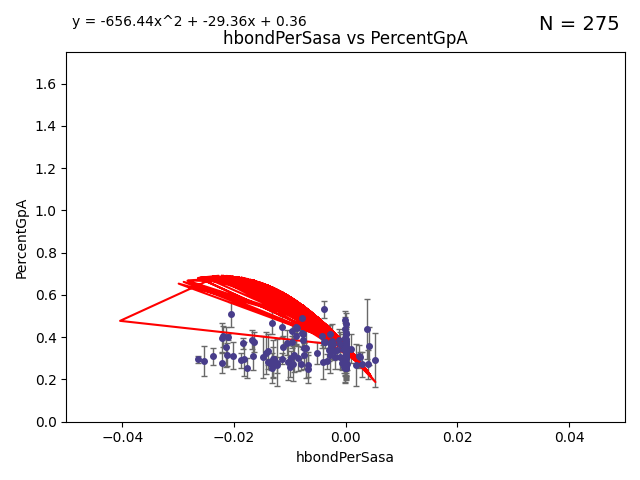 y = -656.44x^2 + -29.36x + 0.36
N = 275
hbondPerSasa vs PercentGpA
1.6
1.4
1.2
1.0
0.8
0.6
0.4
0.2
0.0
PercentGpA
−0.04 −0.02 0.00 0.02 0.04
hbondPerSasa